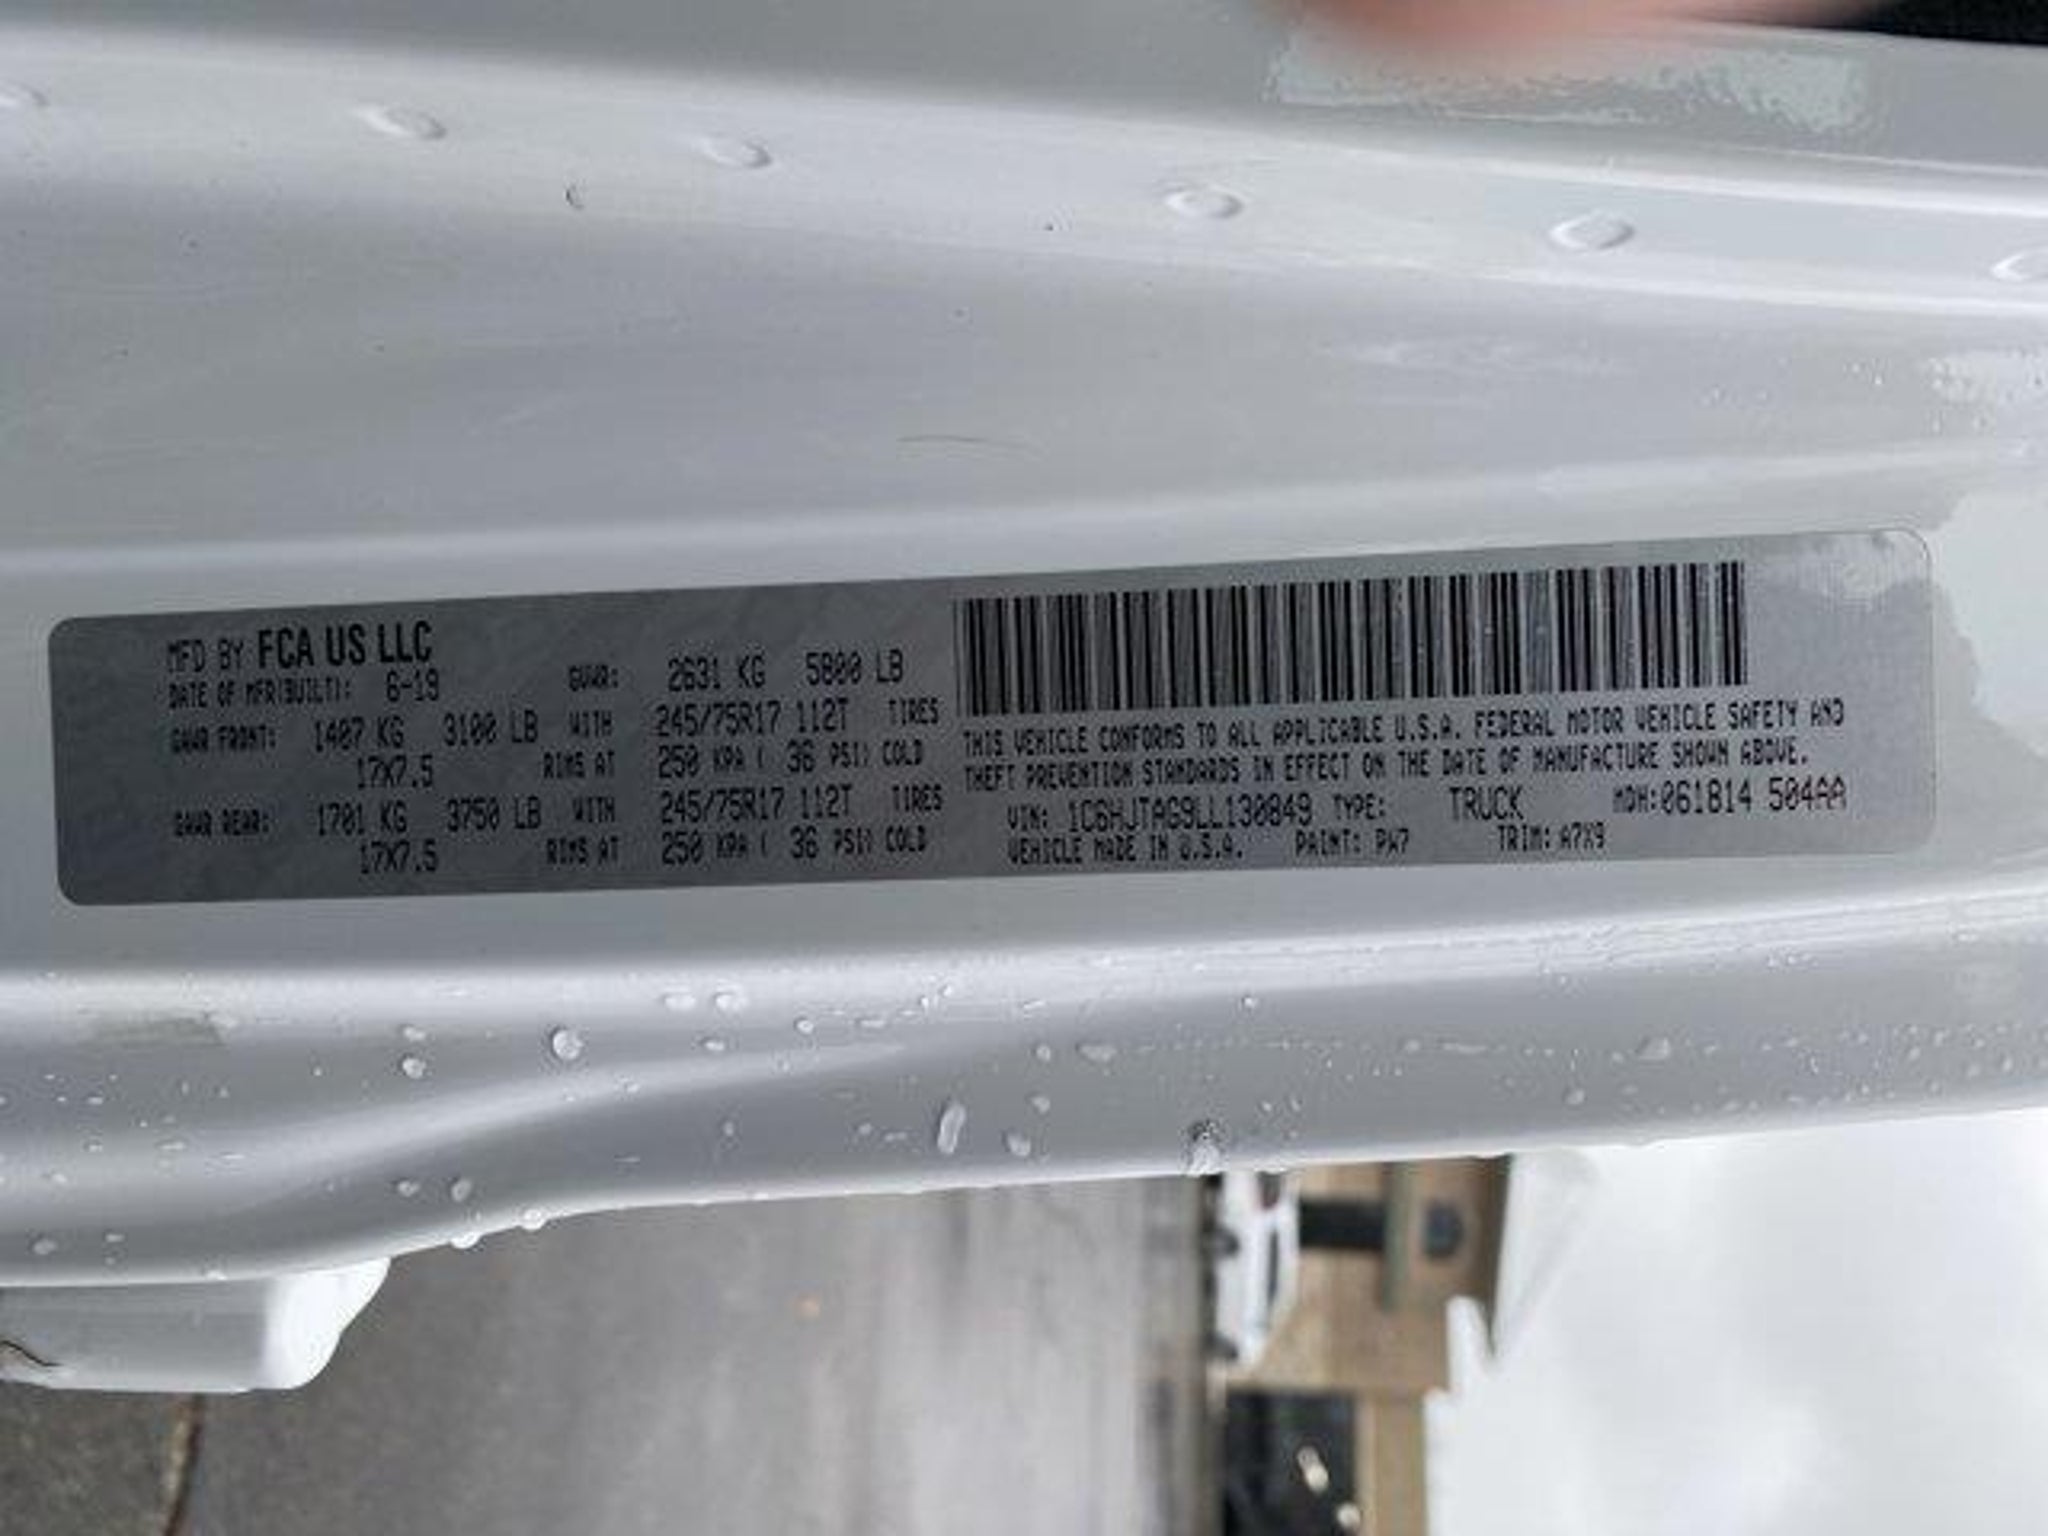 MFD BY FCA US LLC
DATE OF MFR(BUILT): 6-19 GVWR: 2631 KG 5800 LB
GAWR FRONT: 1407 KG 3100 LB WITH 245/75R17 112T TIRES
17X7.5 RIMS AT 250 KPA ( 36 PSI) COLD
GAWR REAR: 1701 KG 3750 LB WITH 245/75R17 112T TIRES
17X7.5 RIMS AT 250 KPA ( 36 PSI) COLD
THIS VEHICLE CONFORMS TO ALL APPLICABLE U.S.A. FEDERAL MOTOR VEHICLE SAFETY AND
THEFT PREVENTION STANDARDS IN EFFECT ON THE DATE OF MANUFACTURE SHOWN ABOVE.
VIN: 1C6HJTAG9LL130849 TYPE: TRUCK MDH:061814 504AA
VEHICLE MADE IN U.S.A. PAINT: PW7 TRIM: A7X9